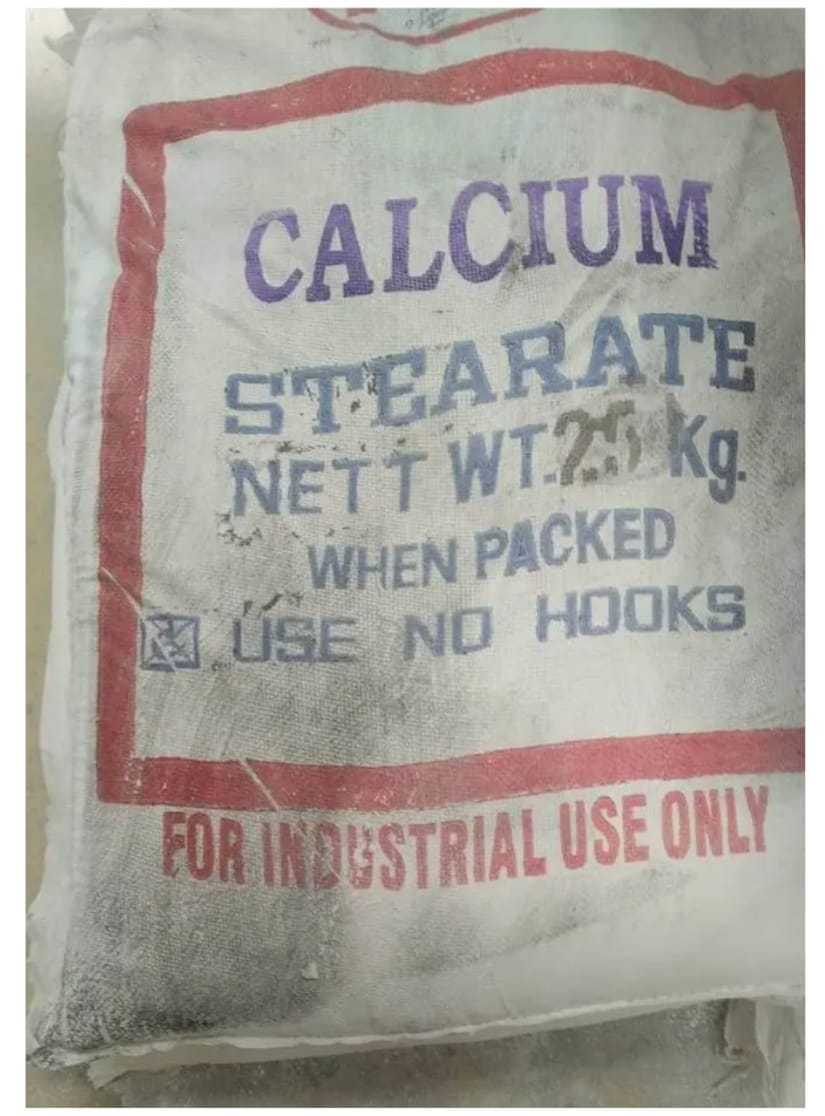 CALCIUM
STEARATE
NETT WT. 25 Kg.
WHEN PACKED
USE NO HOOKS
FOR INDUSTRIAL USE ONLY